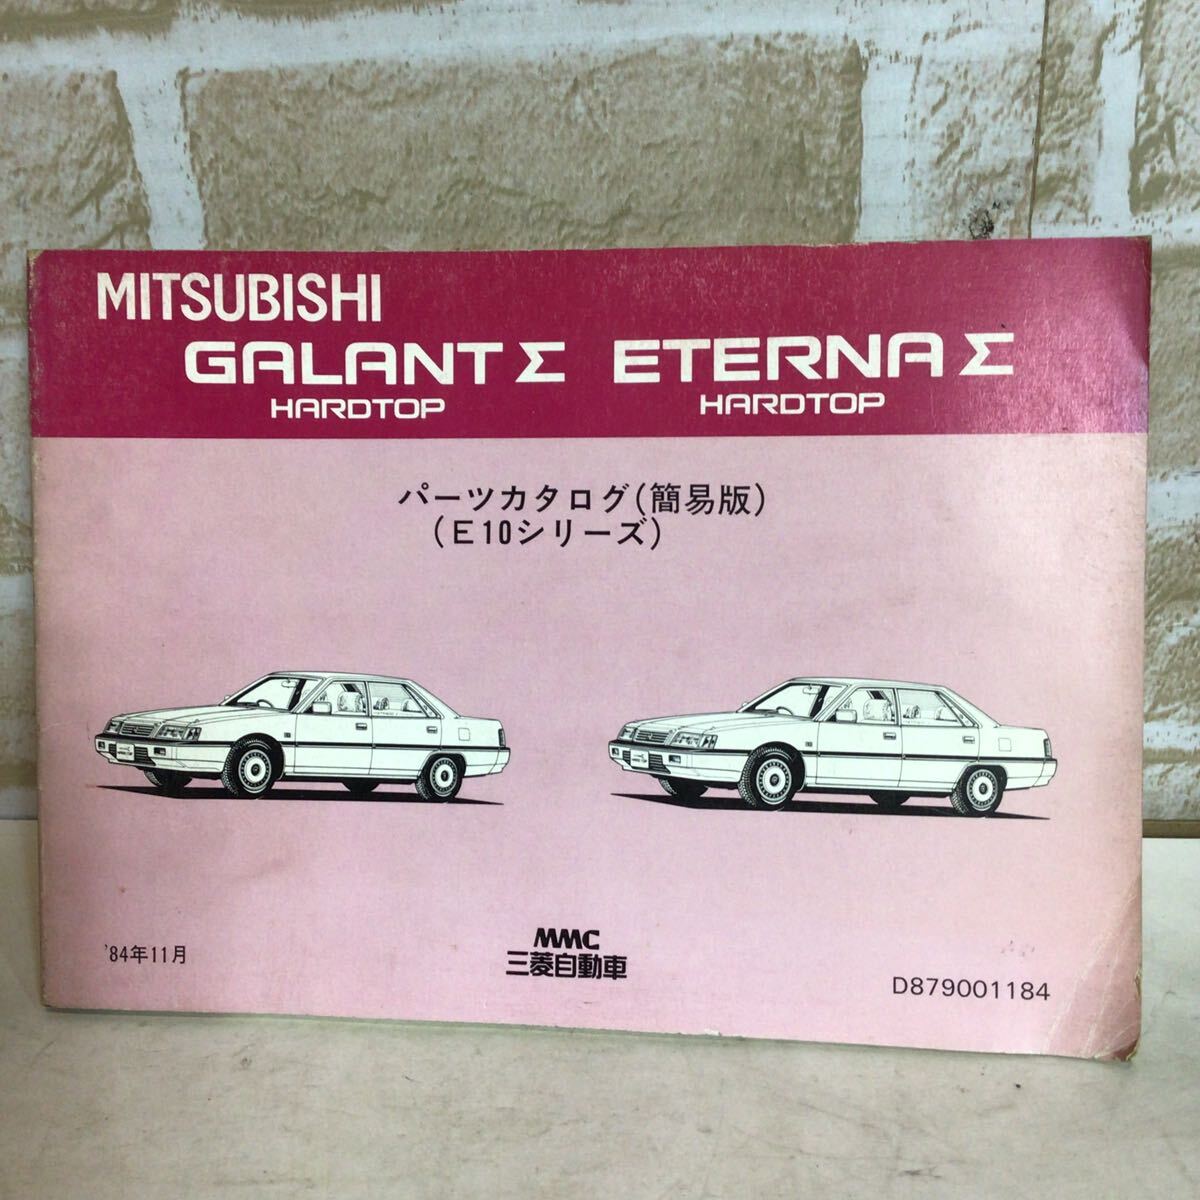 MITSUBISHI
GALANT Σ ETERNA Σ
HARDTOP HARDTOP
パーツカタログ(簡易版)
(E10シリーズ)
'84年11月
MMC
三菱自動車
D879001184